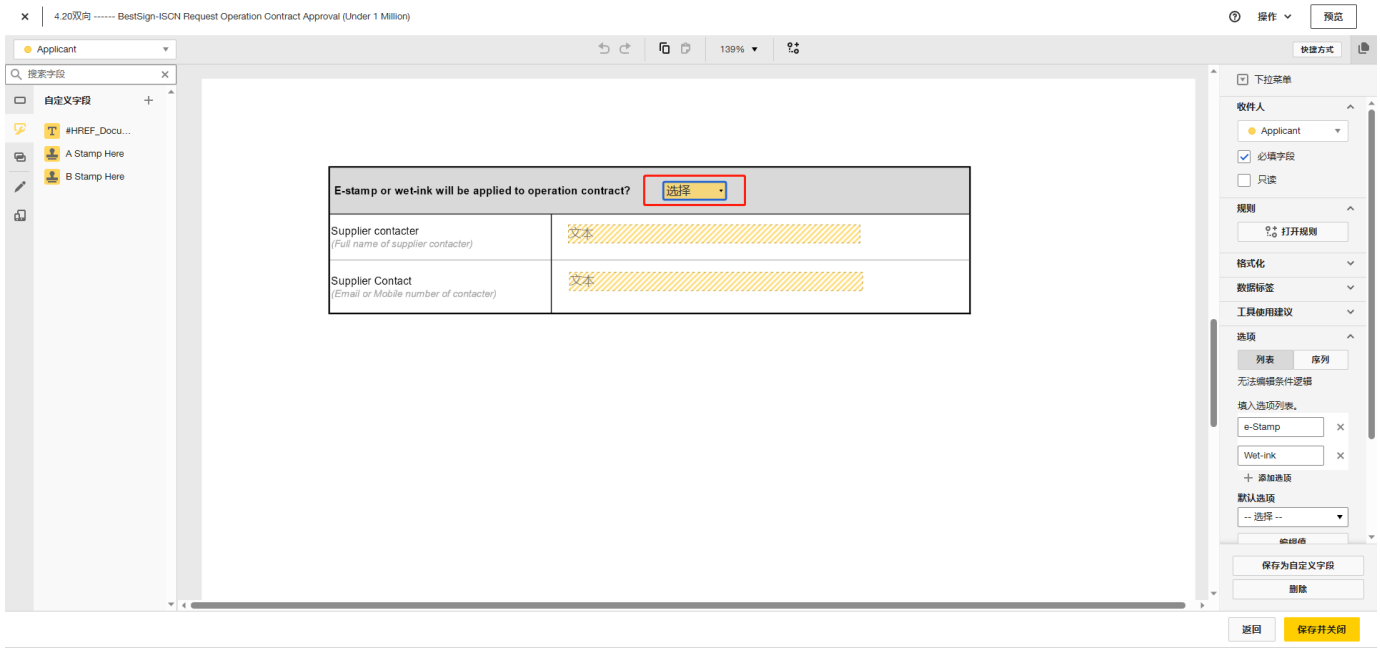 4.20双向 ------ BestSign-ISCN Request Operation Contract Approval (Under 1 Million)
操作
预览
Applicant
139%
快捷方式
搜索字段
自定义字段
#HREF_Docu...
A Stamp Here
B Stamp Here
E-stamp or wet-ink will be applied to operation contract?
选择
Supplier contacter
(Full name of supplier contacter)
文本
Supplier Contact
(Email or Mobile number of contacter)
文本
下拉菜单
收件人
Applicant
必填字段
只读
规则
打开规则
格式化
数据标签
工具使用建议
选项
列表
序列
无法编辑条件逻辑
填入选项列表。
e-Stamp
Wet-ink
添加选项
默认选项
-- 选择 --
编辑值
保存为自定义字段
删除
返回
保存并关闭